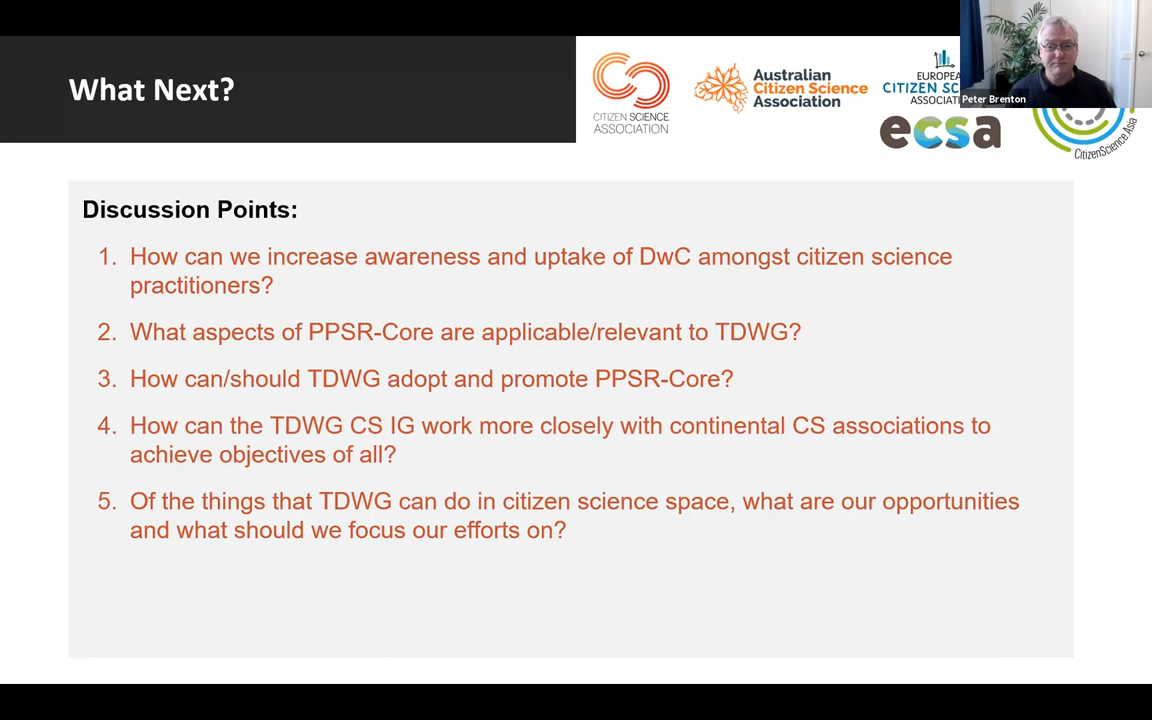 What Next?
CITIZEN SCIENCE
ASSOCIATION
Australian
Citizen Science
Association
EUROPEA
CITIZEN SC
ASSOCIAT
ecsa
CitizenScience.Asia
Peter Brenton
Discussion Points:
1. How can we increase awareness and uptake of DwC amongst citizen science
practitioners?
2. What aspects of PPSR-Core are applicable/relevant to TDWG?
3. How can/should TDWG adopt and promote PPSR-Core?
4. How can the TDWG CS IG work more closely with continental CS associations to
achieve objectives of all?
5. Of the things that TDWG can do in citizen science space, what are our opportunities
and what should we focus our efforts on?